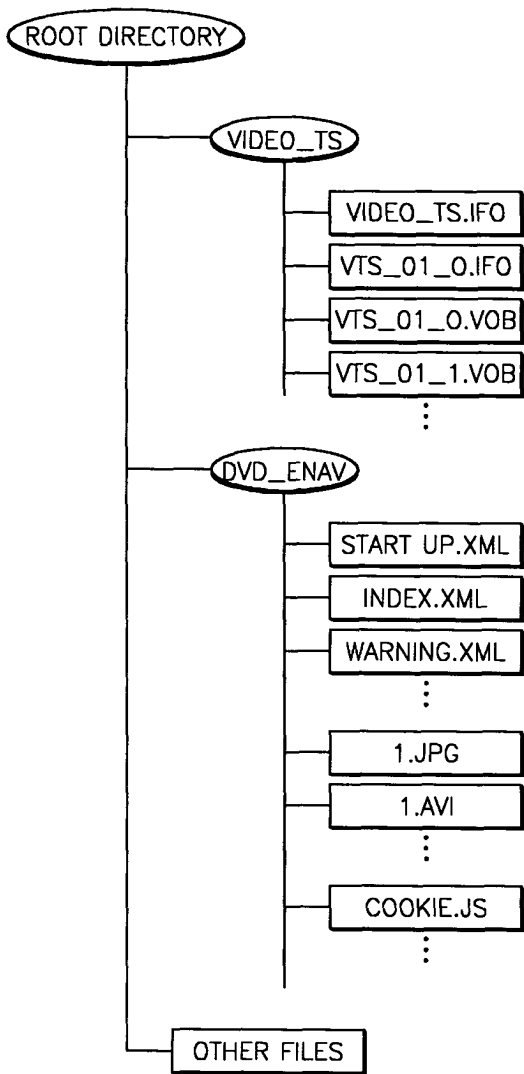 ROOT DIRECTORY
VIDEO_TS
VIDEO_TS.IFO
VTS_01_0.IFO
VTS_01_0.VOB
VTS_01_1.VOB
DVD_ENAV
START UP.XML
INDEX.XML
WARNING.XML
1.JPG
1.AVI
COOKIE.JS
OTHER FILES